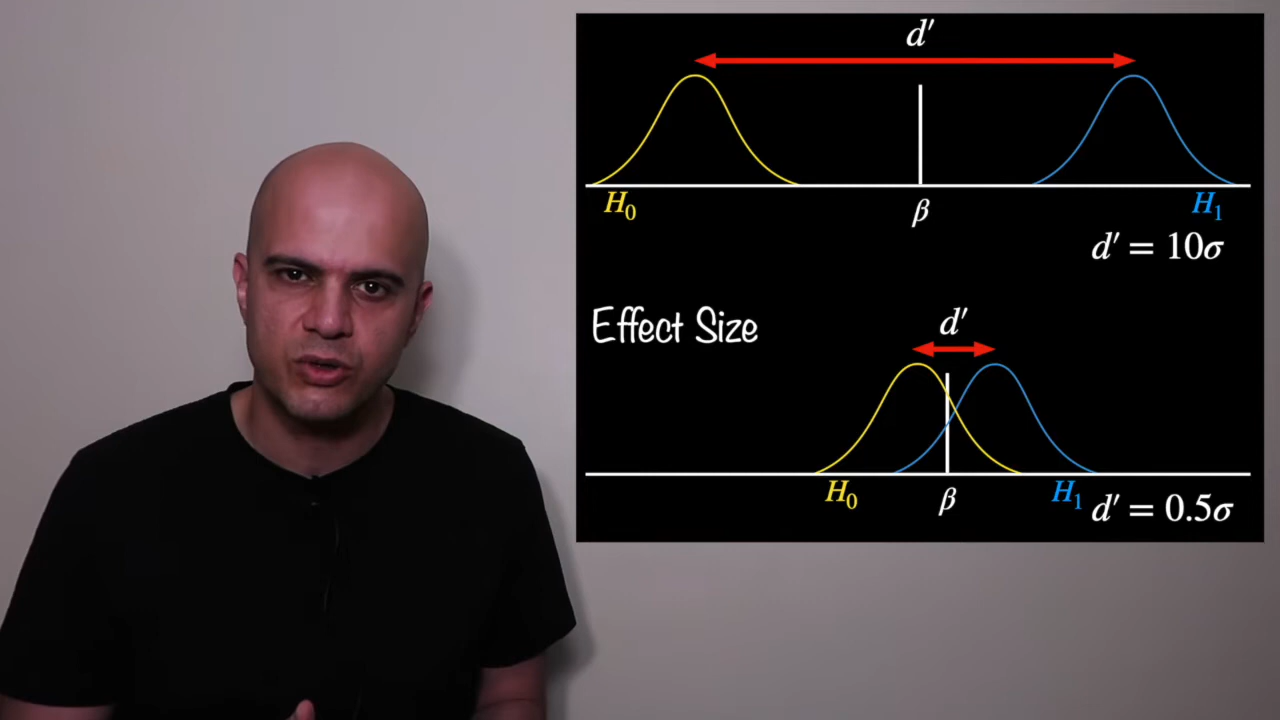 d′
H₀ β H₁
d′ = 10σ
Effect Size
d′
H₀ β H₁ d′ = 0.5σ